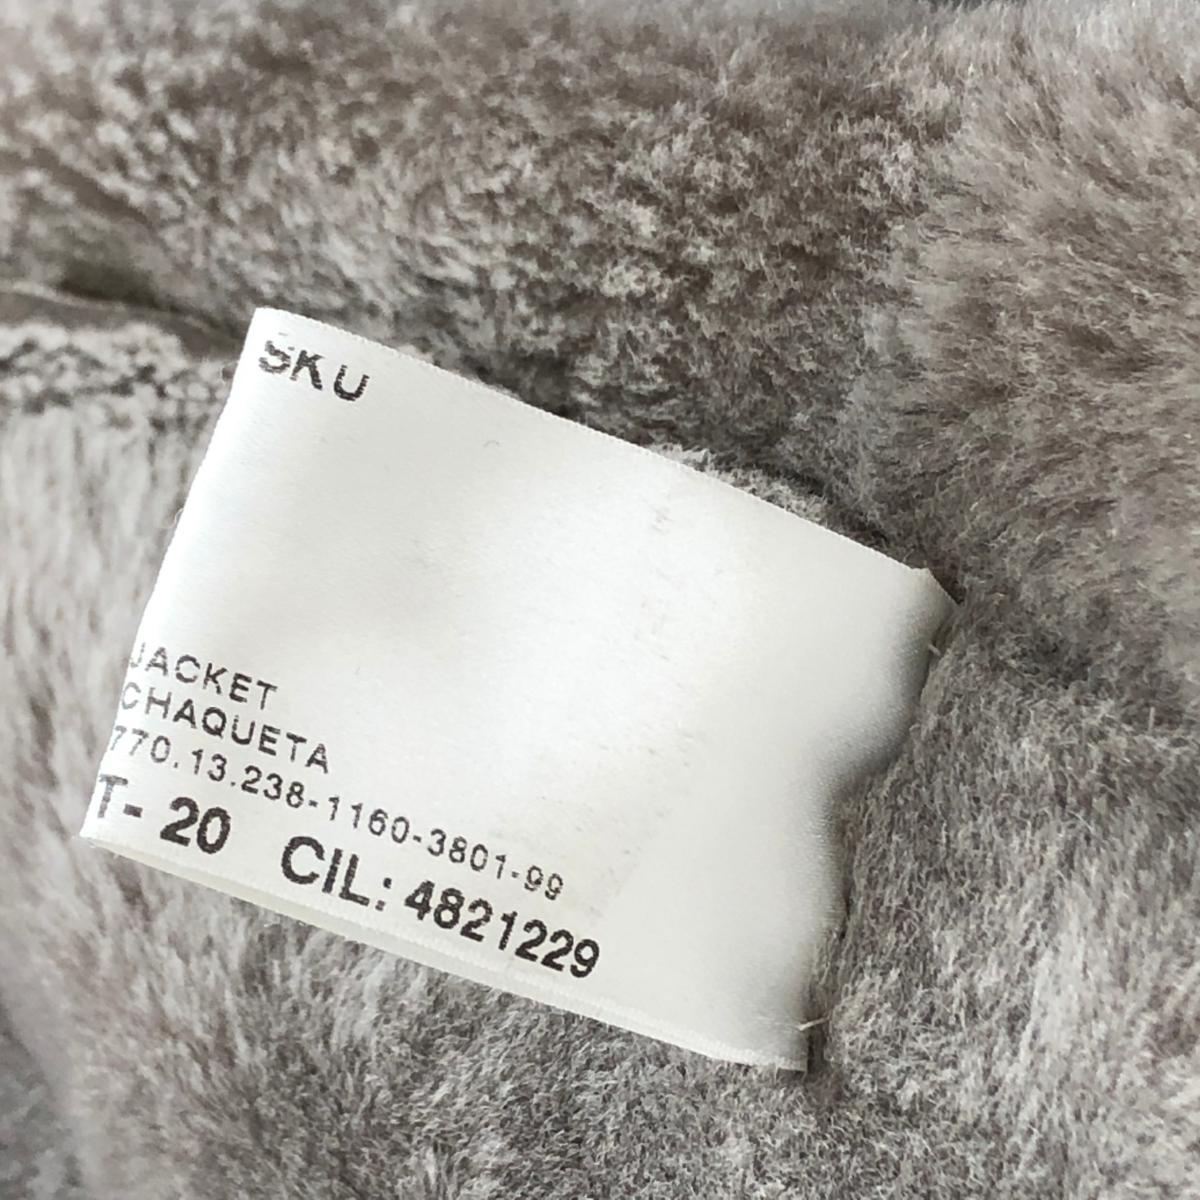 SKU
JACKET
CHAQUETA
770.13.238-1160-3801-99
T- 20 CIL: 4821229